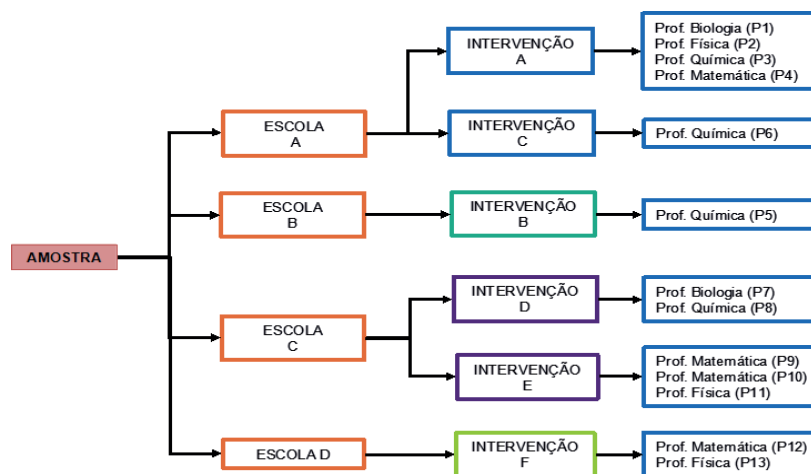 AMOSTRA
ESCOLA
A
INTERVENÇÃO
A
Prof. Biologia (P1)
Prof. Física (P2)
Prof. Química (P3)
Prof. Matemática (P4)
INTERVENÇÃO
C
Prof. Química (P6)
ESCOLA
B
INTERVENÇÃO
B
Prof. Química (P5)
ESCOLA
C
INTERVENÇÃO
D
Prof. Biologia (P7)
Prof. Química (P8)
INTERVENÇÃO
E
Prof. Matemática (P9)
Prof. Matemática (P10)
Prof. Física (P11)
ESCOLA D
INTERVENÇÃO
F
Prof. Matemática (P12)
Prof. Física (P13)